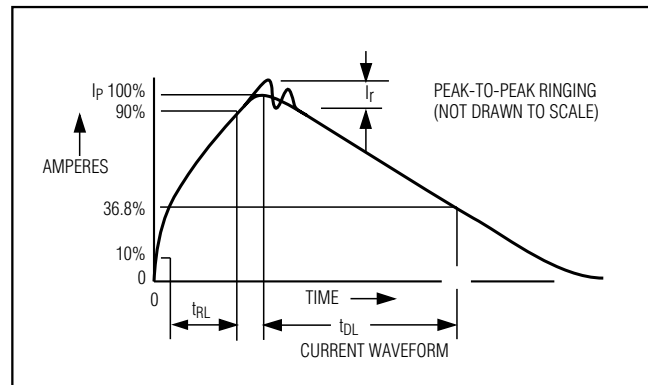 IP 100%
90%
AMPERES
36.8%
10%
0
0
TIME
tRL
tDL
CURRENT WAVEFORM
Ir
PEAK-TO-PEAK RINGING
(NOT DRAWN TO SCALE)